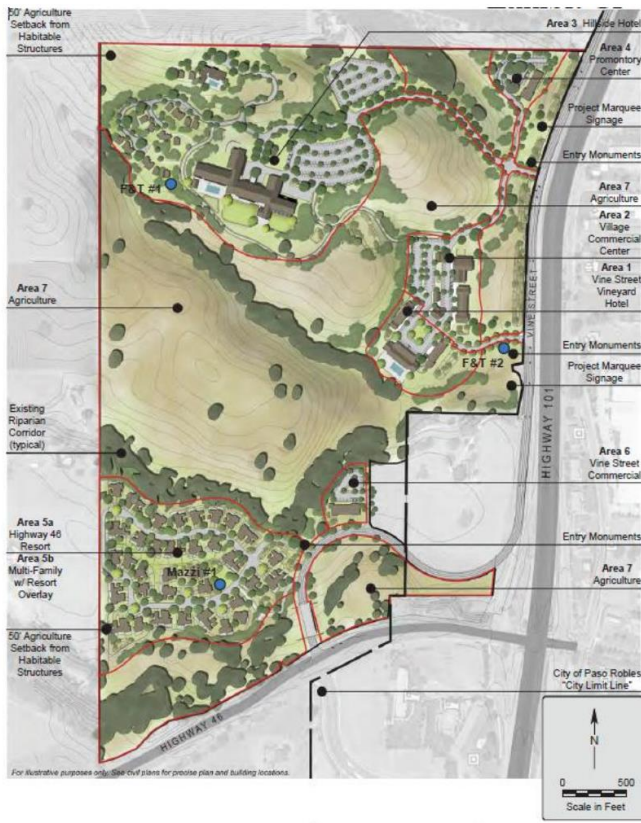 50' Agriculture
Setback from
Habitable
Structures
Area 3 Hillside Hotel
Area 4
Promontory
Center
Project Marquee
Signage
Entry Monuments
F&T #1
Area 7
Agriculture
Area 2
Village
Commercial
Center
Area 1
Vine Street
Vineyard
Hotel
VINE STREET
Area 7
Agriculture
Entry Monuments
F&T #2
Project Marquee
Signage
HIGHWAY 101
Existing
Riparian
Corridor
(typical)
Area 6
Vine Street
Commercial
Area 5a
Highway 46
Resort
Area 5b
Multi-Family
w/ Resort
Overlay
Entry Monuments
Mazzi #1
Area 7
Agriculture
50' Agriculture
Setback from
Habitable
Structures
City of Paso Robles
"City Limit Line"
HIGHWAY 46
N
0 500
Scale in Feet
For illustrative purposes only. See civil plans for precise plan and building locations.